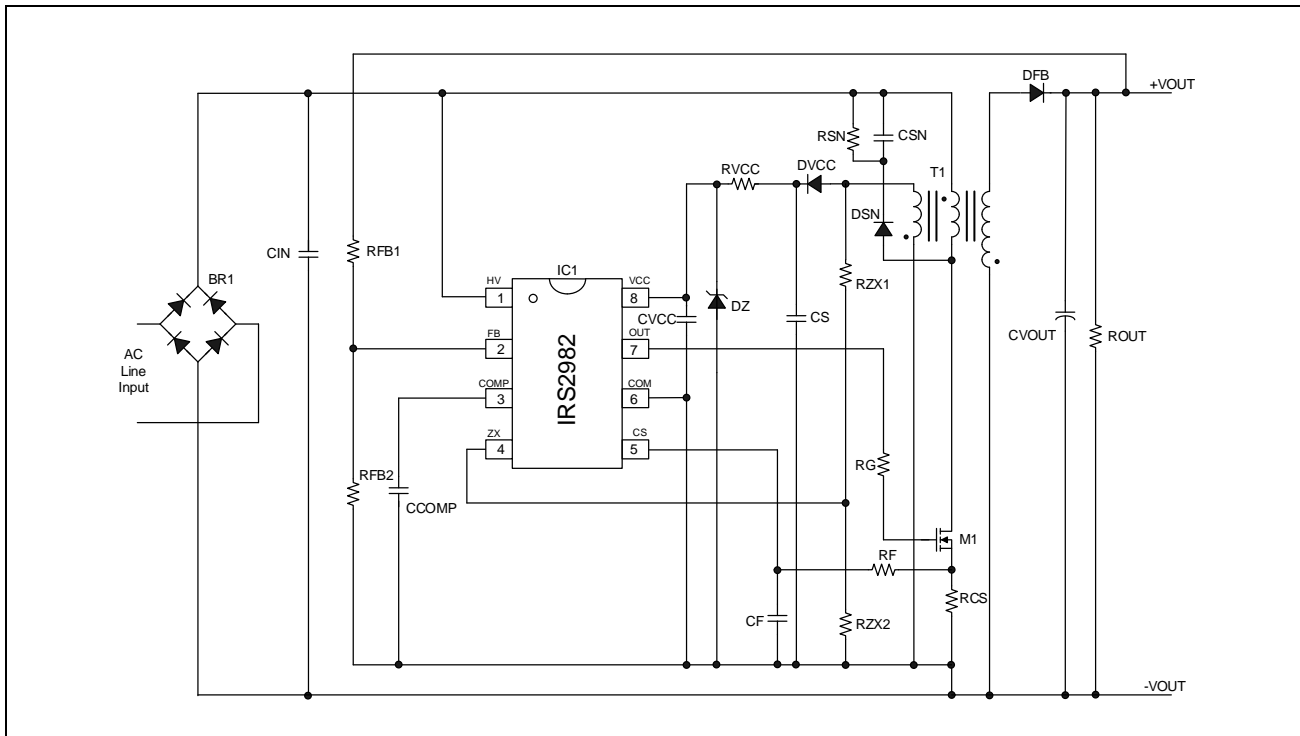 DFB
+VOUT
RSN
CSN
RVCC
DVCC
T1
DSN
CIN
RFB1
BR1
IC1
HV
VCC
1
8
RZX1
DZ
CVCC
CS
FB
OUT
2
7
CVOUT
ROUT
AC
Line
Input
IRS2982
COMP
COM
3
6
ZX
CS
4
5
RG
RFB2
CCOMP
M1
RF
RCS
CF
RZX2
-VOUT